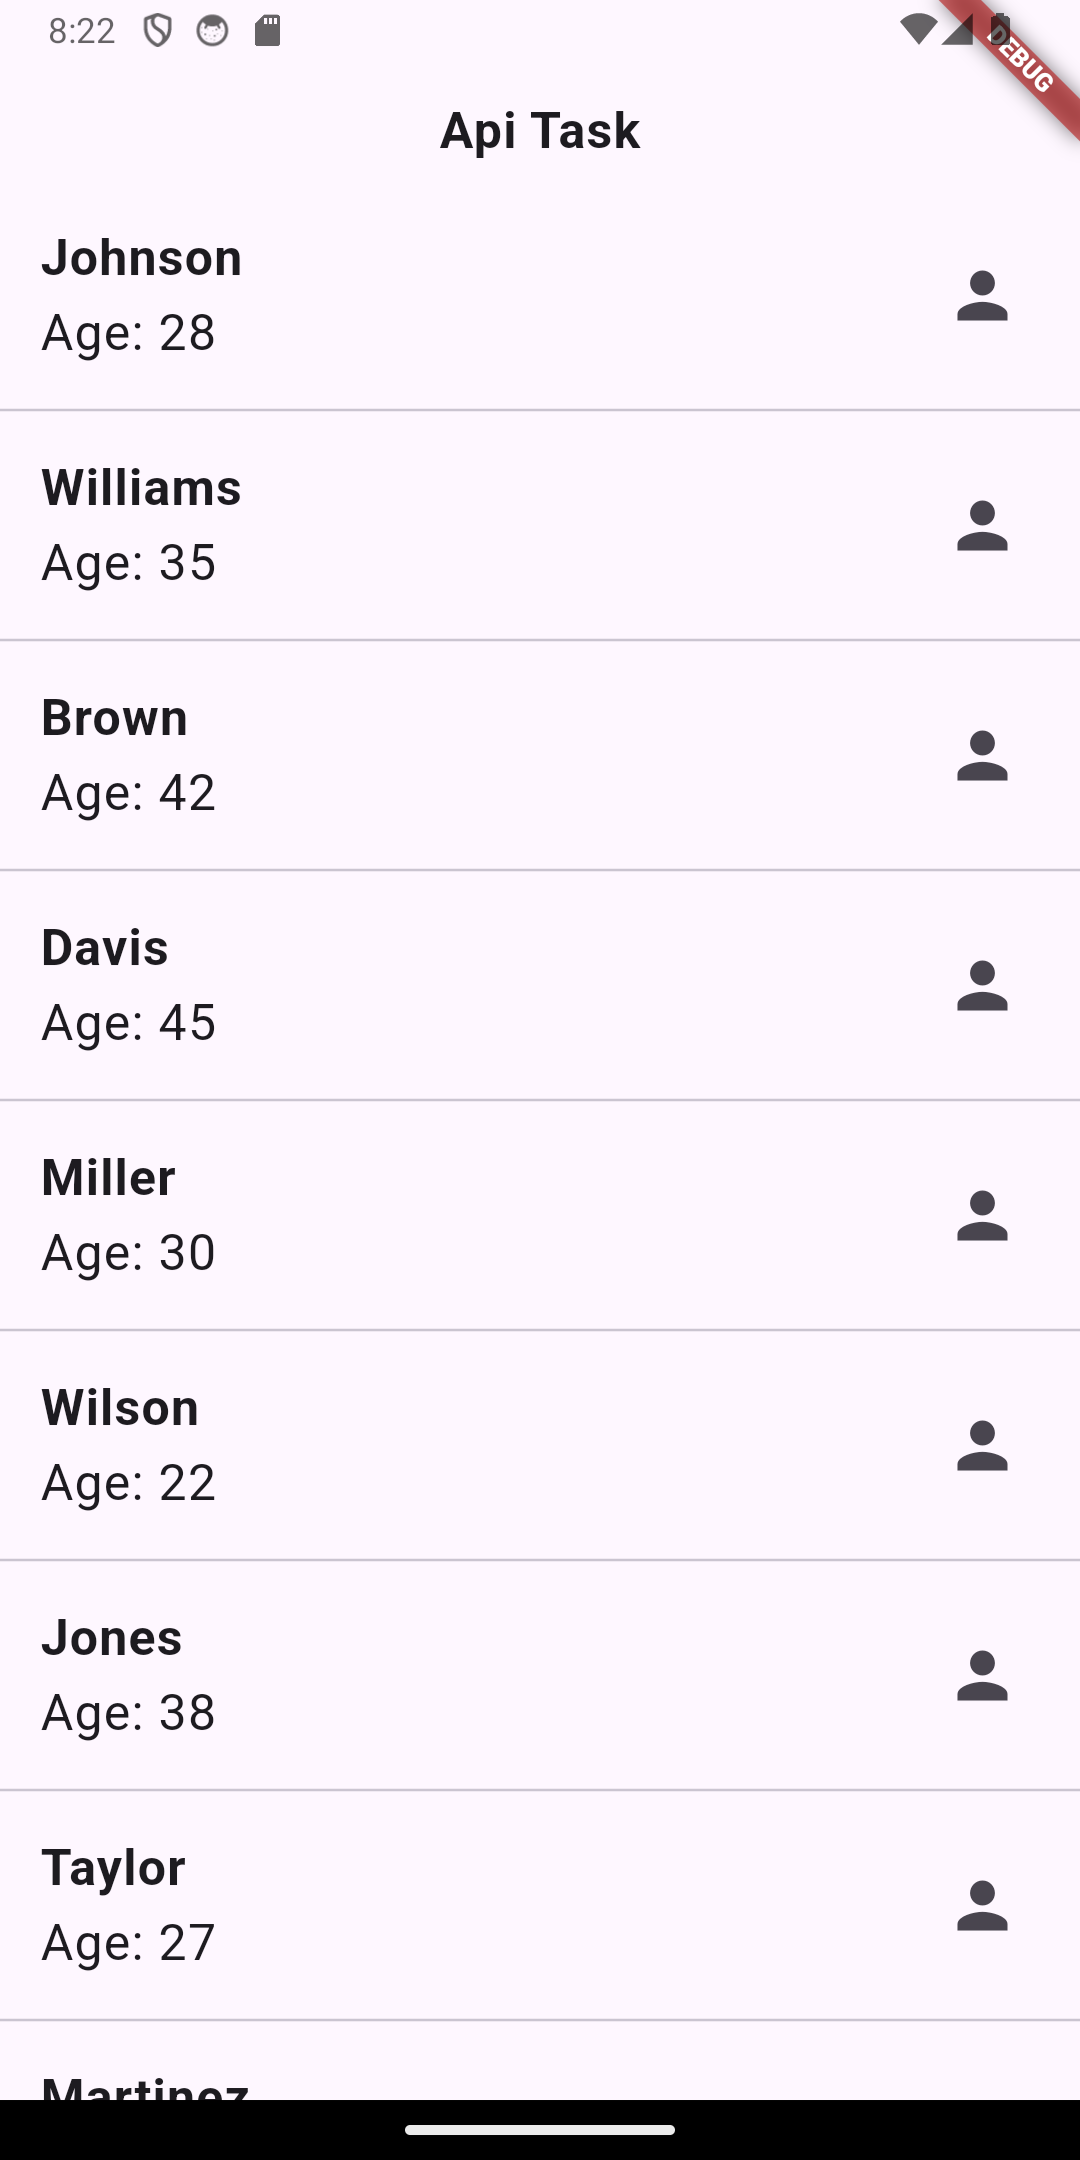 8:22
DEBUG
Api Task
Johnson
Age: 28
Williams
Age: 35
Brown
Age: 42
Davis
Age: 45
Miller
Age: 30
Wilson
Age: 22
Jones
Age: 38
Taylor
Age: 27
Martinez